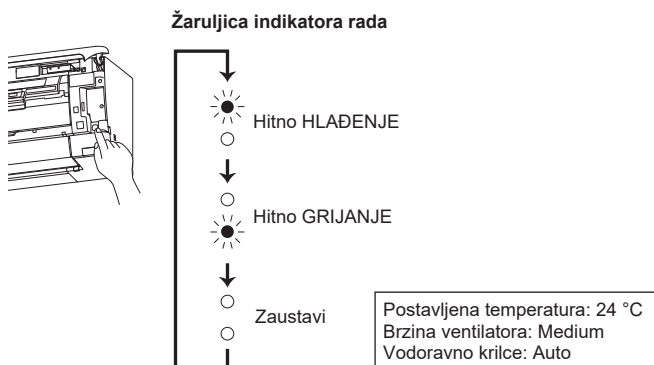 Žaruljica indikatora rada
Hitno HLAĐENJE
Hitno GRIJANJE
Zaustavi
Postavljena temperatura: 24 °C
Brzina ventilatora: Medium
Vodoravno krilce: Auto